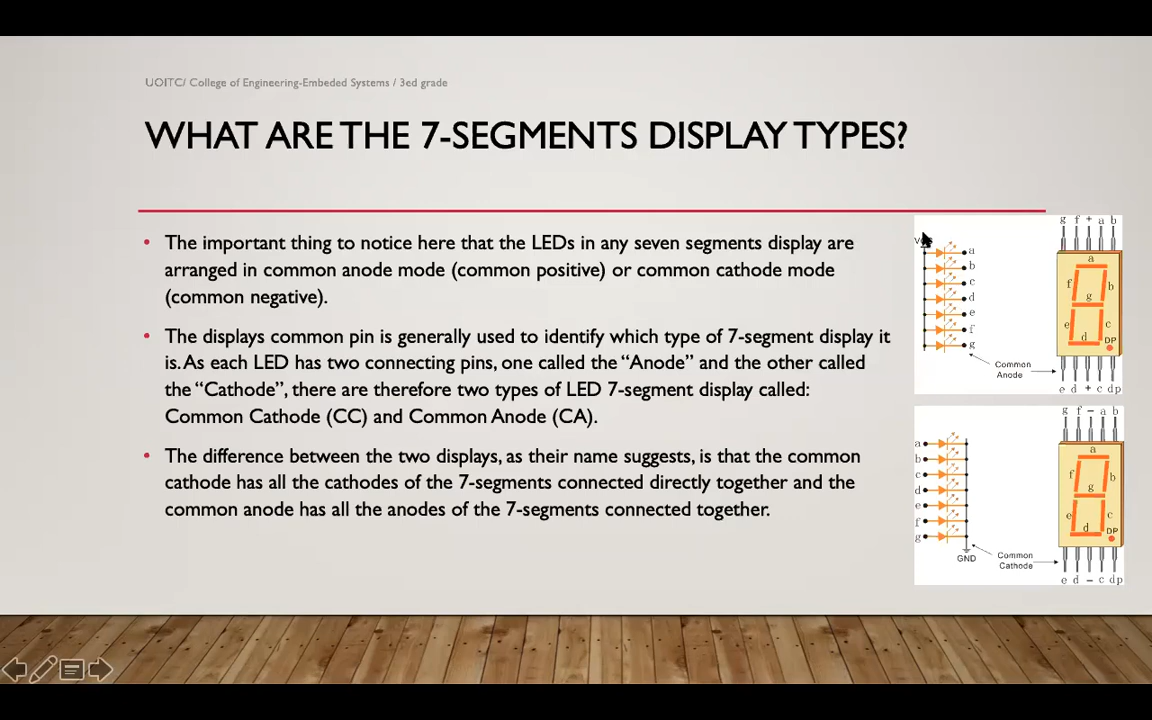 UOITC/ College of Engineering-Embeded Systems / 3ed grade
WHAT ARE THE 7-SEGMENTS DISPLAY TYPES?
• The important thing to notice here that the LEDs in any seven segments display are
arranged in common anode mode (common positive) or common cathode mode
(common negative).
• The displays common pin is generally used to identify which type of 7-segment display it
is. As each LED has two connecting pins, one called the “Anode” and the other called
the “Cathode”, there are therefore two types of LED 7-segment display called:
Common Cathode (CC) and Common Anode (CA).
• The difference between the two displays, as their name suggests, is that the common
cathode has all the cathodes of the 7-segments connected directly together and the
common anode has all the anodes of the 7-segments connected together.
g f + a b
a
b
c
d
e
f
g
Common
Anode
a
f
b
g
e
c
d
DP
e d + c dp
g f − a b
a
b
c
d
e
f
g
GND
Common
Cathode
a
f
b
g
e
c
d
DP
e d − c dp